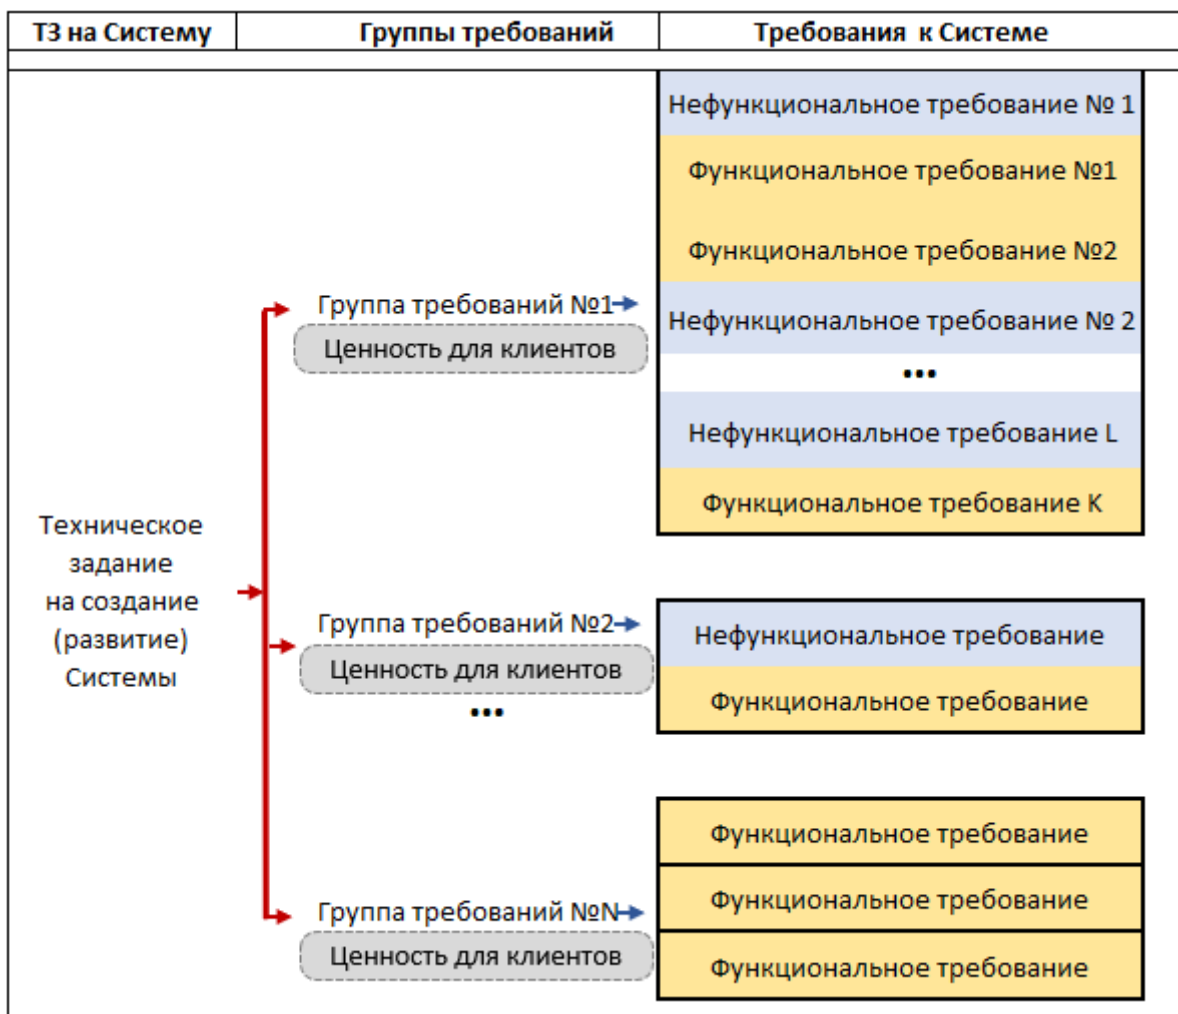 ТЗ на Систему
Группы требований
Требования к Системе
Нефункциональное требование № 1
Функциональное требование №1
Функциональное требование №2
Группа требований №1
Ценность для клиентов
Нефункциональное требование № 2
•••
Нефункциональное требование L
Функциональное требование K
Техническое
задание
на создание
(развитие)
Системы
Группа требований №2
Ценность для клиентов
•••
Нефункциональное требование
Функциональное требование
Группа требований №N
Ценность для клиентов
Функциональное требование
Функциональное требование
Функциональное требование